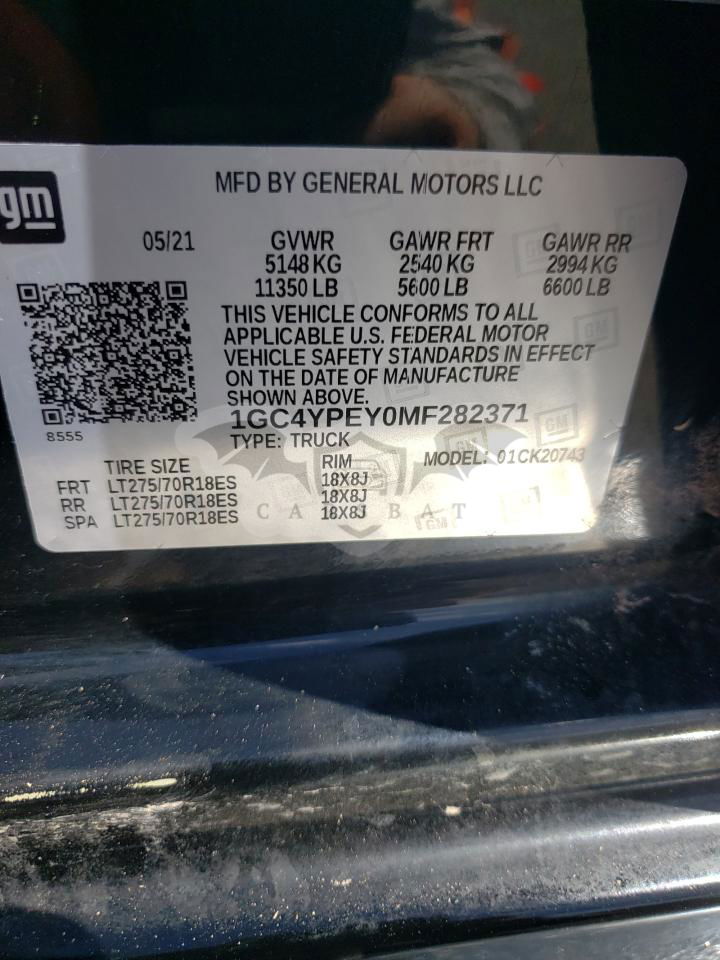 gm
MFD BY GENERAL MOTORS LLC
05/21 GVWR GAWR FRT GAWR RR
5148 KG 2540 KG 2994 KG
11350 LB 5600 LB 6600 LB
THIS VEHICLE CONFORMS TO ALL
APPLICABLE U.S. FEDERAL MOTOR
VEHICLE SAFETY STANDARDS IN EFFECT
ON THE DATE OF MANUFACTURE
SHOWN ABOVE.
8555
1GC4YPEY0MF282371
TYPE: TRUCK
MODEL: 01CK20743
TIRE SIZE RIM
FRT LT275/70R18ES 18X8J
RR LT275/70R18ES 18X8J
SPA LT275/70R18ES 18X8J
GM
GM
GM